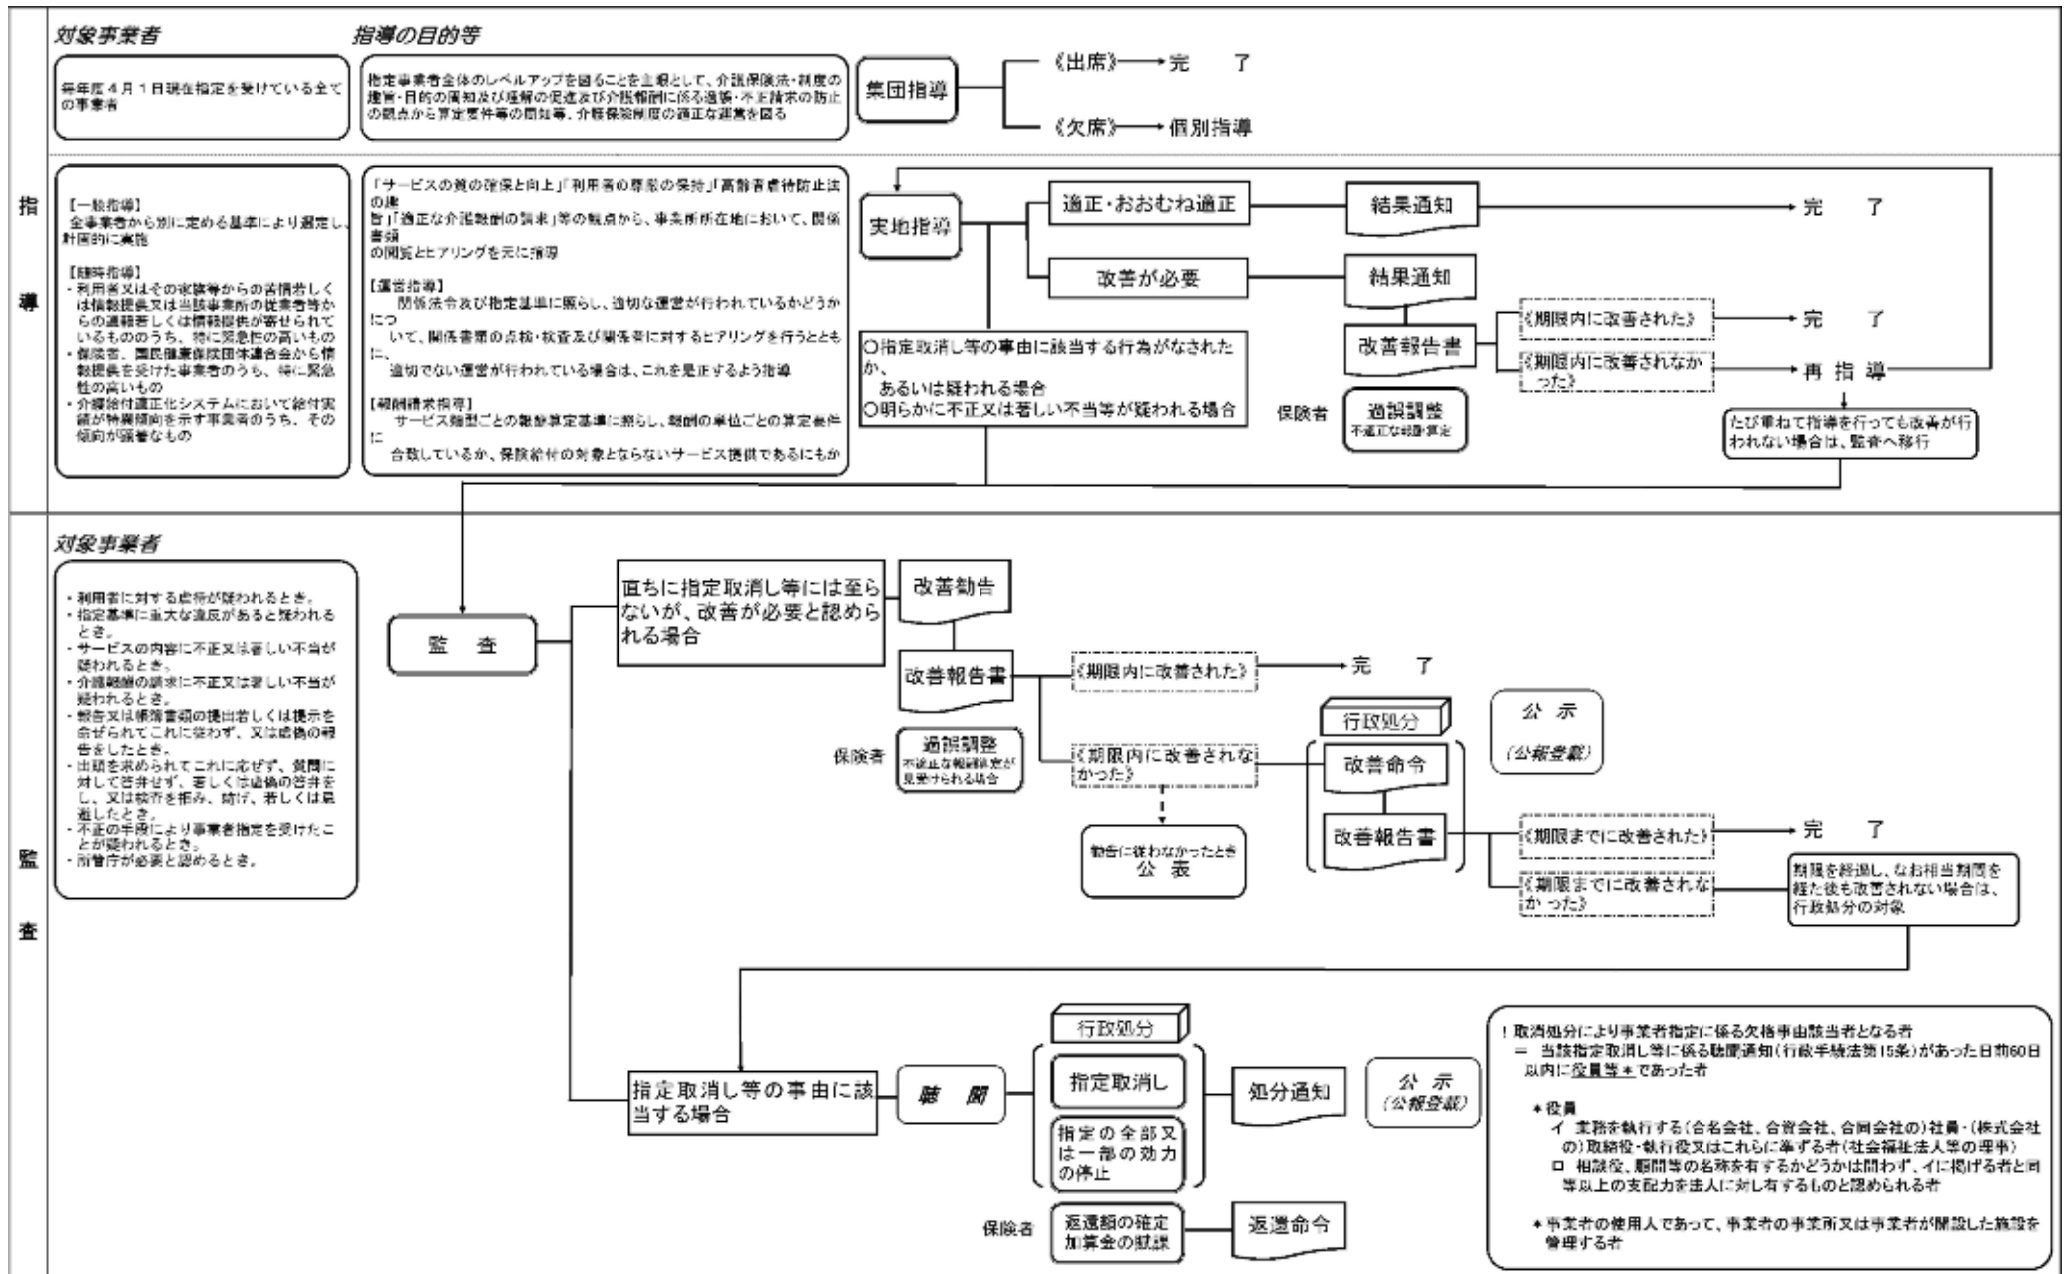 対象事業者
指導の目的等
毎年度4月1日現在指定を受けている全て
の事業者
指定事業者全体のレベルアップを図ることを主眼として、介護保険法・制度の
趣旨・目的の周知及び理解の促進及び介護報酬に係る過誤・不正請求の防止
の観点から算定要件等の周知等、介護保険制度の適正な運営を図る
集団指導
《出席》
完 了
《欠席》
個別指導
指
導
【一般指導】
全事業者から別に定める基準により選定し、
計画的に実施
【随時指導】
・利用者又はその家族等からの苦情若しく
は情報提供又は当該事業所の従業者等か
らの通報若しくは情報提供が寄せられて
いるもののうち、特に緊急性の高いもの
・保険者、国民健康保険団体連合会から情
報提供を受けた事業者のうち、特に緊急
性の高いもの
・介護給付適正化システムにおいて給付実
績が特異傾向を示す事業者のうち、その
傾向が顕著なもの
「サービスの質の確保と向上」「利用者の尊厳の保持」「高齢者虐待防止法
の趣
旨」「適正な介護報酬の請求」等の観点から、事業所所在地において、関係
書類
の閲覧とヒアリングを元に指導
【運営指導】
関係法令及び指定基準に照らし、適切な運営が行われているかどうか
につ
いて、関係書類の点検・検査及び関係者に対するヒアリングを行うととも
に、
適切でない運営が行われている場合は、これを是正するよう指導
【報酬請求指導】
サービス類型ごとの報酬算定基準に照らし、報酬の単位ごとの算定要件
に
合致しているか、保険給付の対象とならないサービス提供であるにもか
実地指導
適正・おおむね適正
結果通知
完 了
改善が必要
結果通知
改善報告書
《期限内に改善された》
完 了
《期限内に改善されなか
った》
再 指 導
〇指定取消し等の事由に該当する行為がなされた
か、
あるいは疑われる場合
〇明らかに不正又は著しい不当等が疑われる場合
保険者
過誤調整
不適正な報酬算定
たび重ねて指導を行っても改善が行
われない場合は、監査へ移行
監
査
対象事業者
・利用者に対する虐待が疑われるとき。
・指定基準に重大な違反があると疑われる
とき。
・サービスの内容に不正又は著しい不当が
疑われるとき。
・介護報酬の請求に不正又は著しい不当が
疑われるとき。
・報告又は帳簿書類の提出若しくは提示を
命ぜられてこれに従わず、又は虚偽の報
告をしたとき。
・出頭を求められてこれに応ぜず、質問に
対して答弁せず、若しくは虚偽の答弁を
し、又は検査を拒み、妨げ、若しくは忌
避したとき。
・不正の手段により事業者指定を受けたこ
とが疑われるとき。
・所管庁が必要と認めるとき。
監 査
直ちに指定取消し等には至ら
ないが、改善が必要と認めら
れる場合
改善勧告
改善報告書
《期限内に改善された》
完 了
保険者
過誤調整
不適正な報酬算定が
見受けられる場合
《期限内に改善されな
かった》
勧告に従わなかったとき
公 表
行政処分
改善命令
改善報告書
公 示
(公報登載)
《期限までに改善された》
完 了
《期限までに改善されな
か った》
期限を経過し、なお相当期間を
経た後も改善されない場合は、
行政処分の対象
指定取消し等の事由に該
当する場合
聴 聞
行政処分
指定取消し
指定の全部又
は一部の効力
の停止
処分通知
公 示
(公報登載)
保険者
返還額の確定
加算金の賦課
返還命令
！取消処分により事業者指定に係る欠格事由該当者となる者
＝ 当該指定取消し等に係る聴聞通知(行政手続法第15条)があった日前60日
以内に役員等＊であった者
＊役員
イ 業務を執行する(合名会社、合資会社、合同会社の)社員・(株式会社
の)取締役・執行役又はこれらに準ずる者(社会福祉法人等の理事)
ロ 相談役、顧問等の名称を有するかどうかは問わず、イに掲げる者と同
等以上の支配力を法人に対し有するものと認められる者
＊事業者の使用人であって、事業者の事業所又は事業者が開設した施設を
管理する者